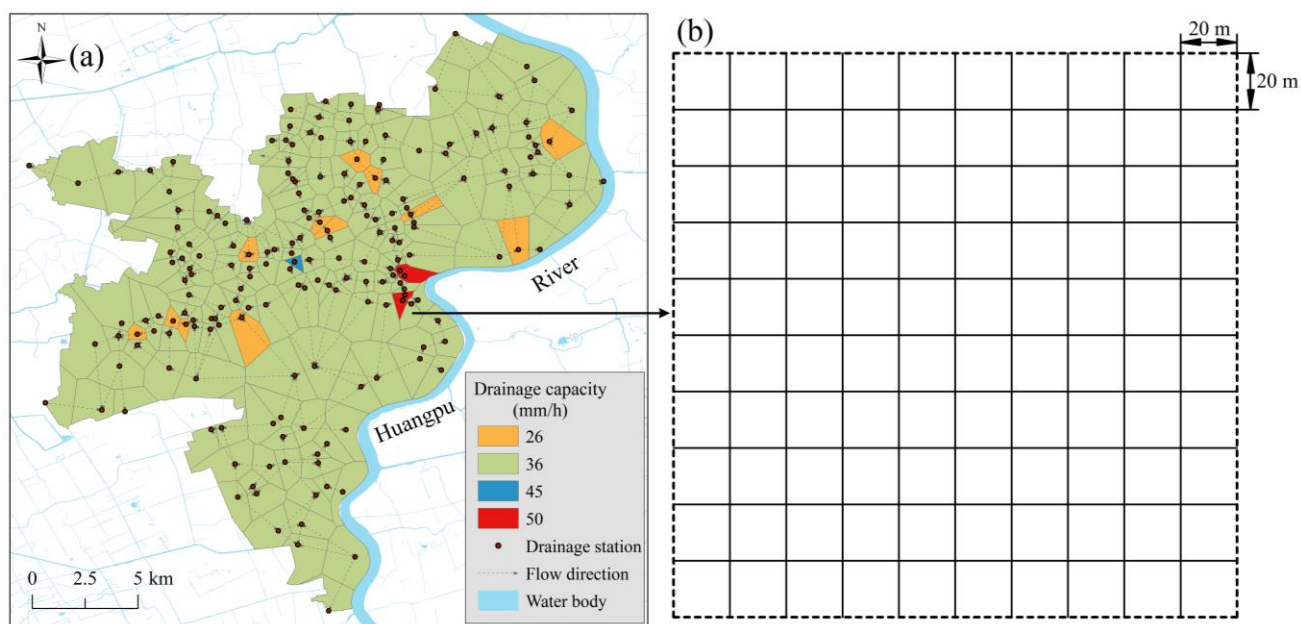 N
(a)
(b)
20 m
20 m
River
Huangpu
Drainage capacity
(mm/h)
26
36
45
50
Drainage station
Flow direction
Water body
0 2.5 5 km